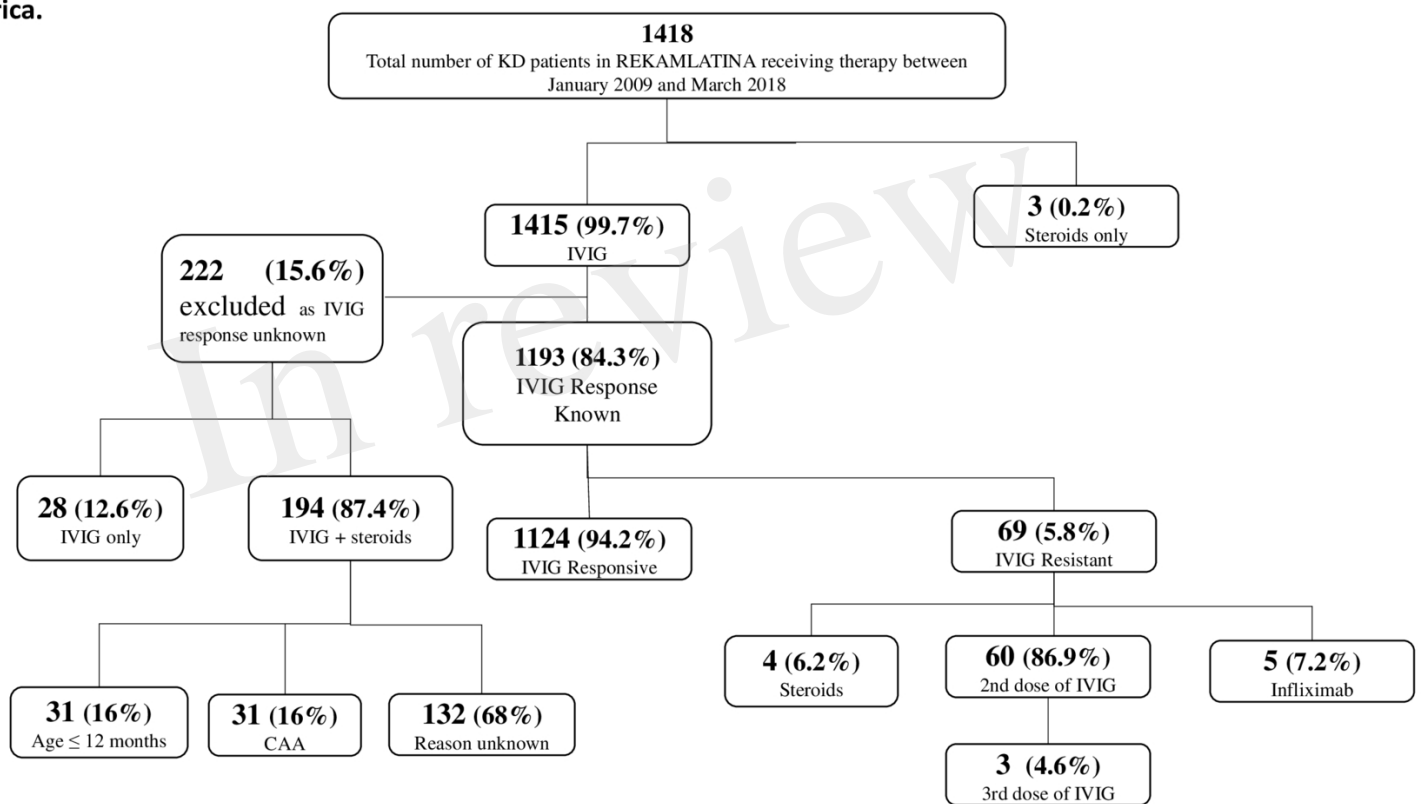 rica.
1418
Total number of KD patients in REKAMLATINA receiving therapy between
January 2009 and March 2018
3 (0.2%)
Steroids only
1415 (99.7%)
IVIG
222 (15.6%)
excluded as IVIG
response unknown
1193 (84.3%)
IVIG Response
Known
28 (12.6%)
IVIG only
194 (87.4%)
IVIG + steroids
1124 (94.2%)
IVIG Responsive
69 (5.8%)
IVIG Resistant
4 (6.2%)
Steroids
60 (86.9%)
2nd dose of IVIG
5 (7.2%)
Infliximab
31 (16%)
Age ≤ 12 months
31 (16%)
CAA
132 (68%)
Reason unknown
3 (4.6%)
3rd dose of IVIG
In review